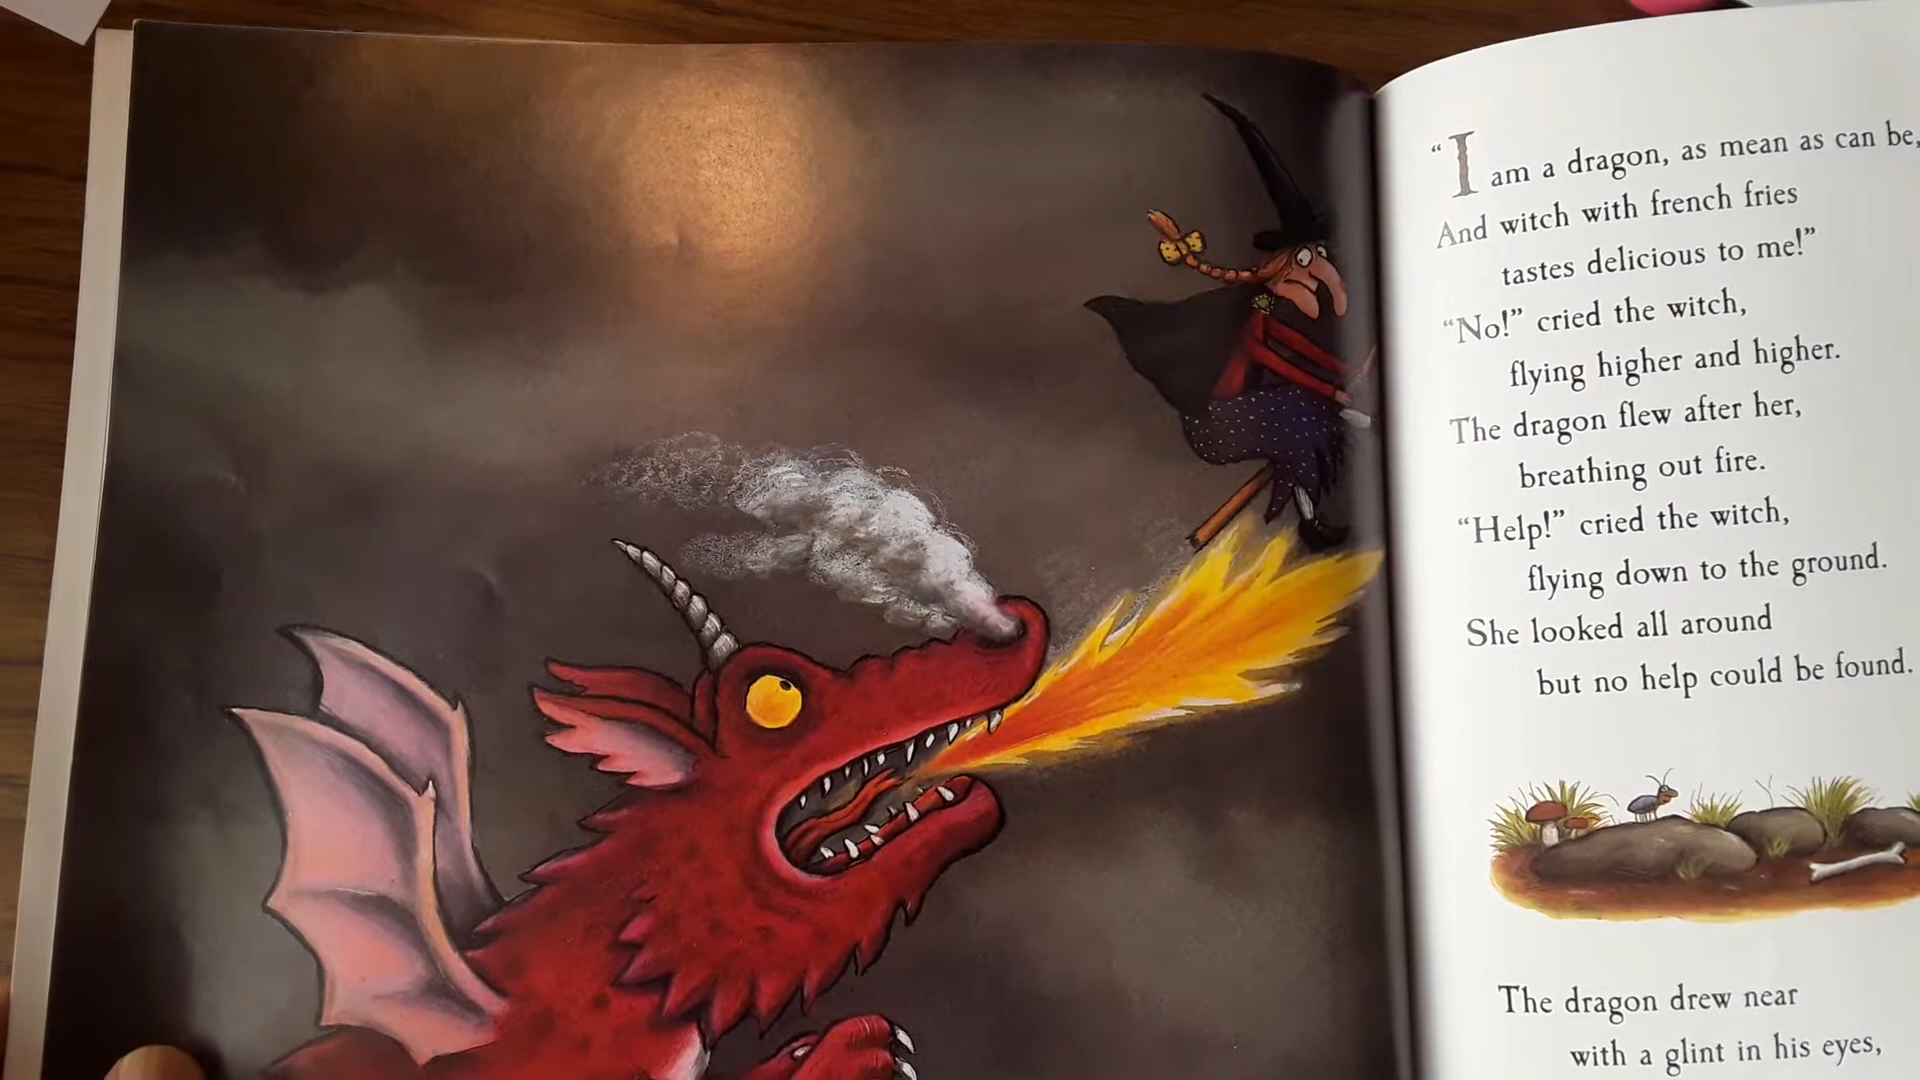 “I am a dragon, as mean as can be,
And witch with french fries
tastes delicious to me!”
“No!” cried the witch,
flying higher and higher.
The dragon flew after her,
breathing out fire.
“Help!” cried the witch,
flying down to the ground.
She looked all around
but no help could be found.
The dragon drew near
with a glint in his eyes,